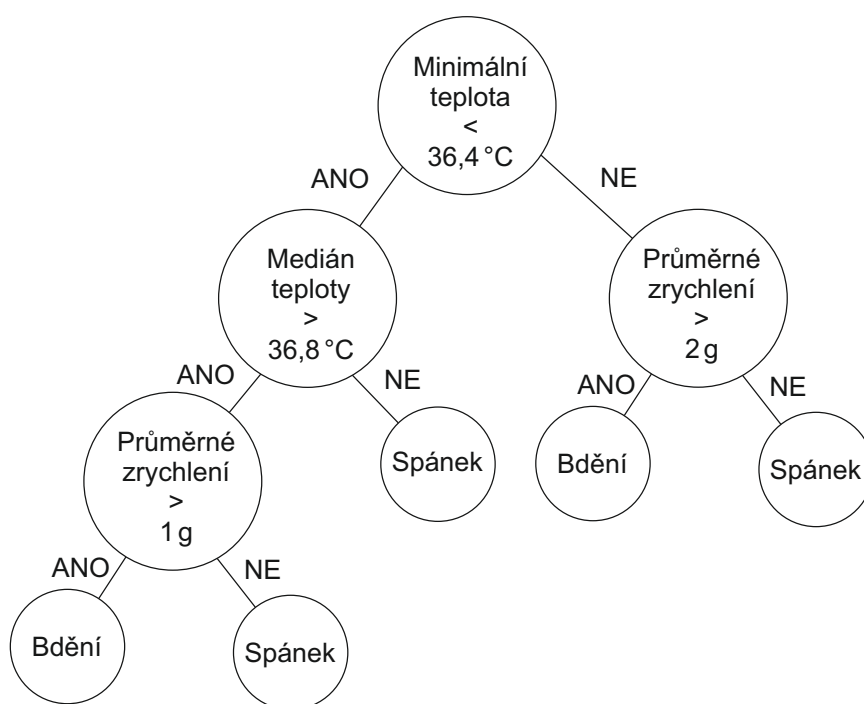 Minimální
teplota
<
36,4 °C
ANO
NE
Medián
teploty
>
36,8 °C
Průměrné
zrychlení
>
2 g
ANO
NE
ANO
NE
Průměrné
zrychlení
>
1 g
Spánek
Bdění
Spánek
ANO
NE
Bdění
Spánek